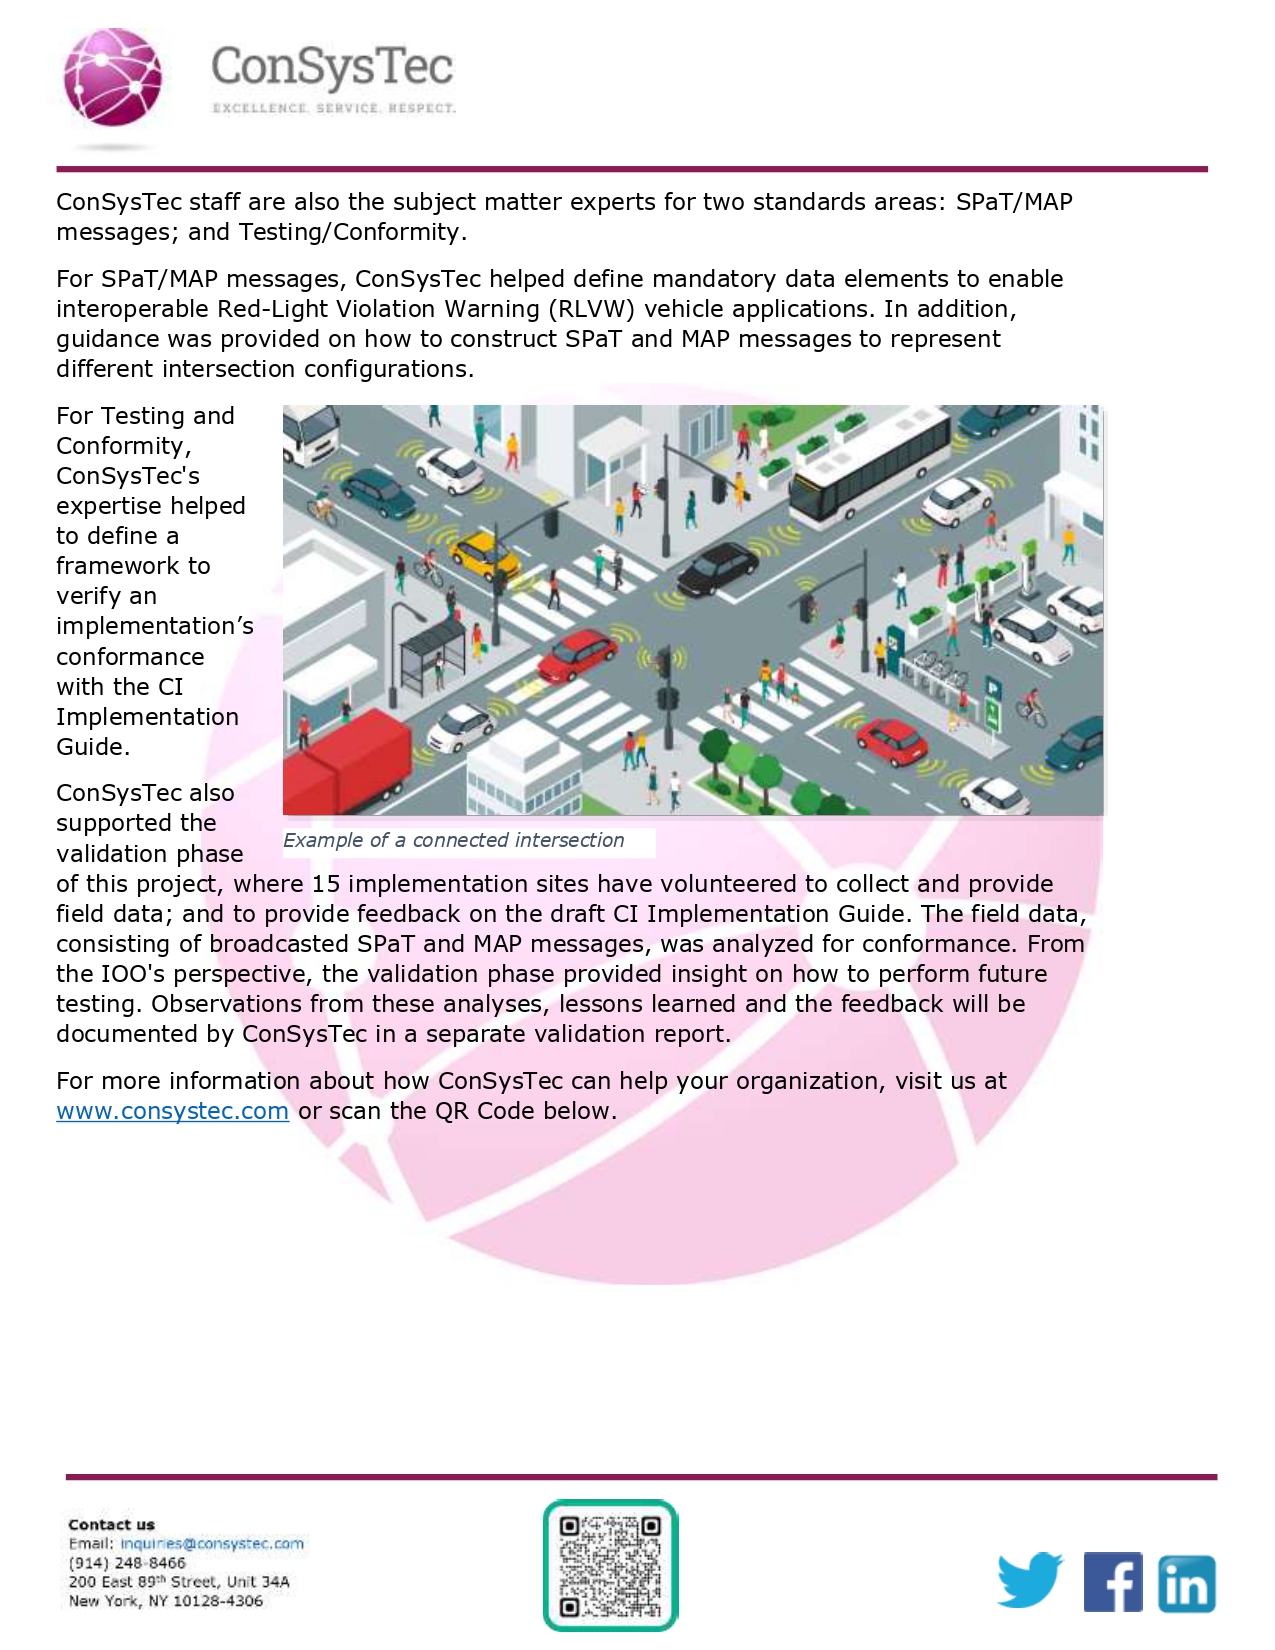 ConSysTec
EXCELLENCE. SERVICE. RESPECT.
ConSysTec staff are also the subject matter experts for two standards areas: SPaT/MAP
messages; and Testing/Conformity.
For SPaT/MAP messages, ConSysTec helped define mandatory data elements to enable
interoperable Red-Light Violation Warning (RLVW) vehicle applications. In addition,
guidance was provided on how to construct SPaT and MAP messages to represent
different intersection configurations.
For Testing and
Conformity,
ConSysTec's
expertise helped
to define a
framework to
verify an
implementation’s
conformance
with the CI
Implementation
Guide.
P
Example of a connected intersection
ConSysTec also
supported the
validation phase
of this project, where 15 implementation sites have volunteered to collect and provide
field data; and to provide feedback on the draft CI Implementation Guide. The field data,
consisting of broadcasted SPaT and MAP messages, was analyzed for conformance. From
the IOO's perspective, the validation phase provided insight on how to perform future
testing. Observations from these analyses, lessons learned and the feedback will be
documented by ConSysTec in a separate validation report.
For more information about how ConSysTec can help your organization, visit us at
www.consystec.com or scan the QR Code below.
Contact us
Email: inquiries@consystec.com
(914) 248-8466
200 East 89th Street, Unit 34A
New York, NY 10128-4306
f
in